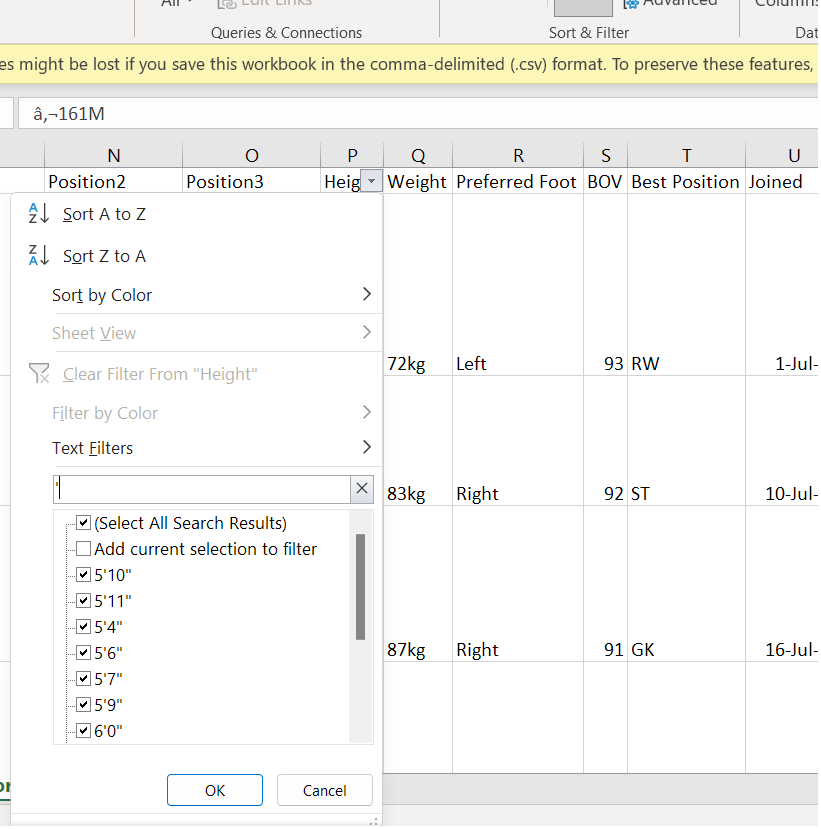 All
Edit Links
Advanced
Columns
Queries & Connections
Sort & Filter
Dat
es might be lost if you save this workbook in the comma-delimited (.csv) format. To preserve these features,
â‚¬161M
N O P Q R S T U
Position2 Position3 Heig Weight Preferred Foot BOV Best Position Joined
Sort A to Z
Sort Z to A
Sort by Color
Sheet View
72kg Left 93 RW 1-Jul-
Clear Filter From "Height"
Filter by Color
Text Filters
'
83kg Right 92 ST 10-Jul-
(Select All Search Results)
Add current selection to filter
5'10"
5'11"
5'4"
5'6"
87kg Right 91 GK 16-Jul-
5'7"
5'9"
6'0"
OK Cancel